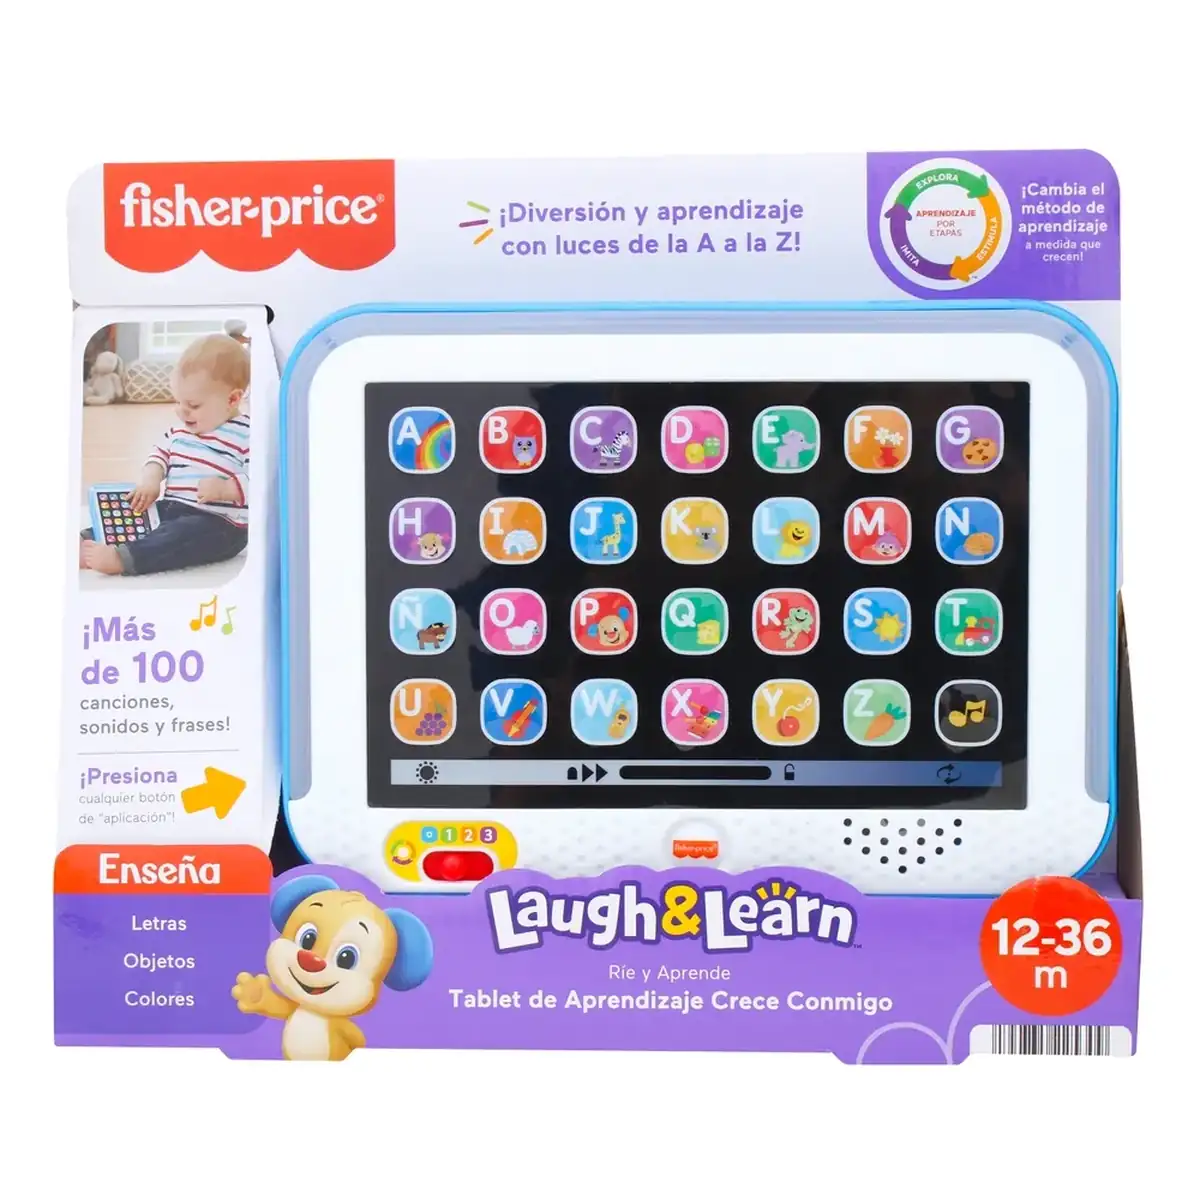 fisher-price®
¡Diversión y aprendizaje
con luces de la A a la Z!
EXPLORA
ESTIMULA
IMITA
APRENDIZAJE
POR
ETAPAS
¡Cambia el
método de
aprendizaje
a medida que
crecen!
A B C D E F G
H I J K L M N
Ñ O P Q R S T
U V W X Y Z
¡Más
de 100
canciones,
sonidos y frases!
¡Presiona
cualquier botón
de "aplicación"!
1 2 3
fisher-price
Enseña
Letras
Objetos
Colores
Laugh & Learn™
Ríe y Aprende
Tablet de Aprendizaje Crece Conmigo
12-36
m